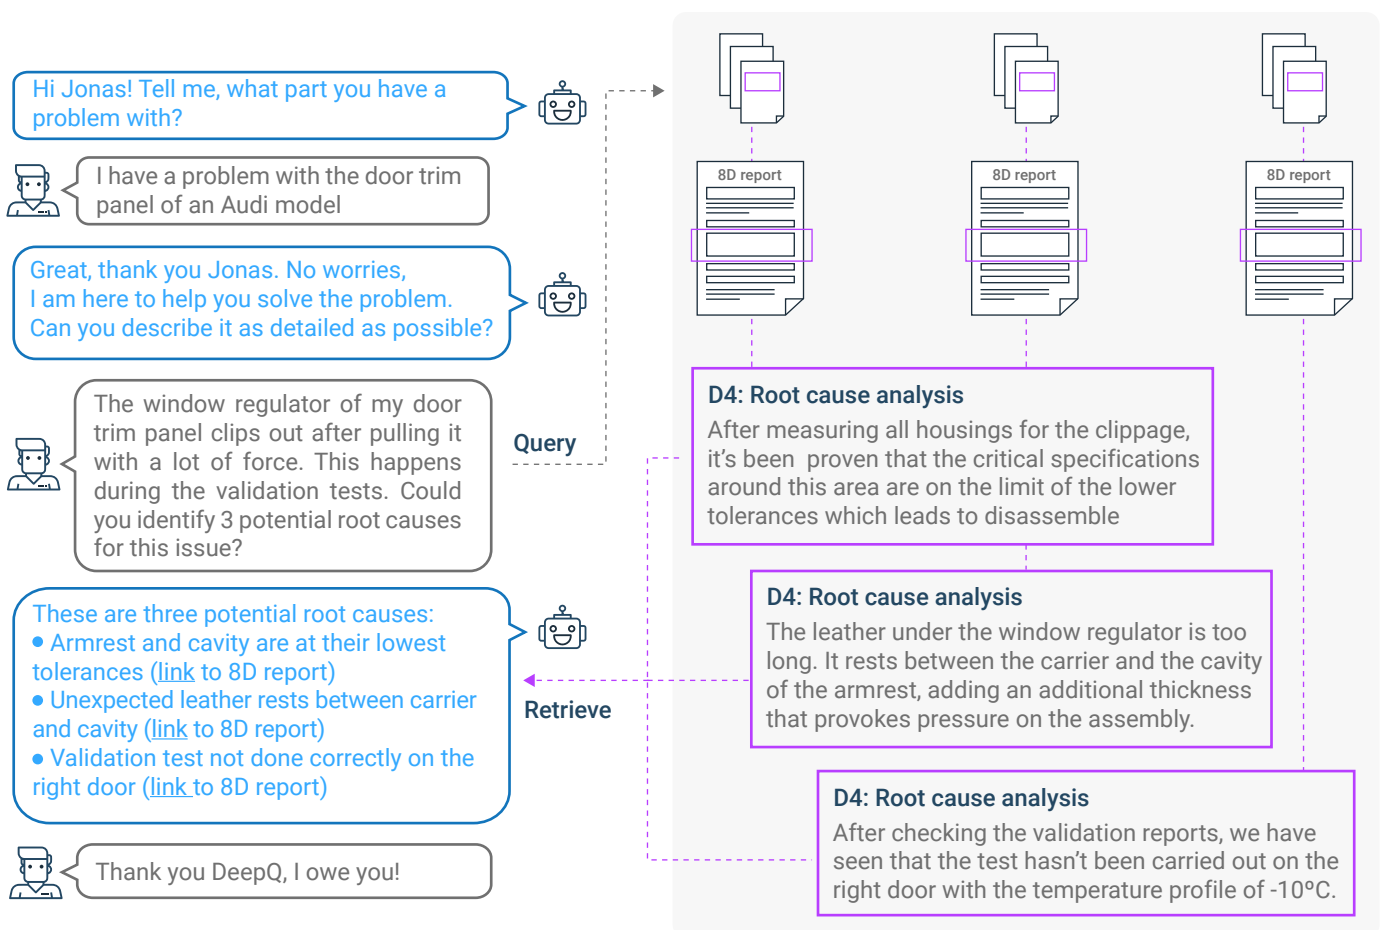 Hi Jonas! Tell me, what part you have a
problem with?
I have a problem with the door trim
panel of an Audi model
Great, thank you Jonas. No worries,
I am here to help you solve the problem.
Can you describe it as detailed as possible?
The window regulator of my door
trim panel clips out after pulling it
with a lot of force. This happens
during the validation tests. Could
you identify 3 potential root causes
for this issue?
Query
These are three potential root causes:
• Armrest and cavity are at their lowest
tolerances (link to 8D report)
• Unexpected leather rests between carrier
and cavity (link to 8D report)
• Validation test not done correctly on the
right door (link to 8D report)
Retrieve
Thank you DeepQ, I owe you!
8D report
8D report
8D report
D4: Root cause analysis
After measuring all housings for the clippage,
it's been  proven that the critical specifications
around this area are on the limit of the lower
tolerances which leads to disassemble
D4: Root cause analysis
The leather under the window regulator is too
long. It rests between the carrier and the cavity
of the armrest, adding an additional thickness
that provokes pressure on the assembly.
D4: Root cause analysis
After checking the validation reports, we have
seen that the test hasn't been carried out on the
right door with the temperature profile of -10ºC.